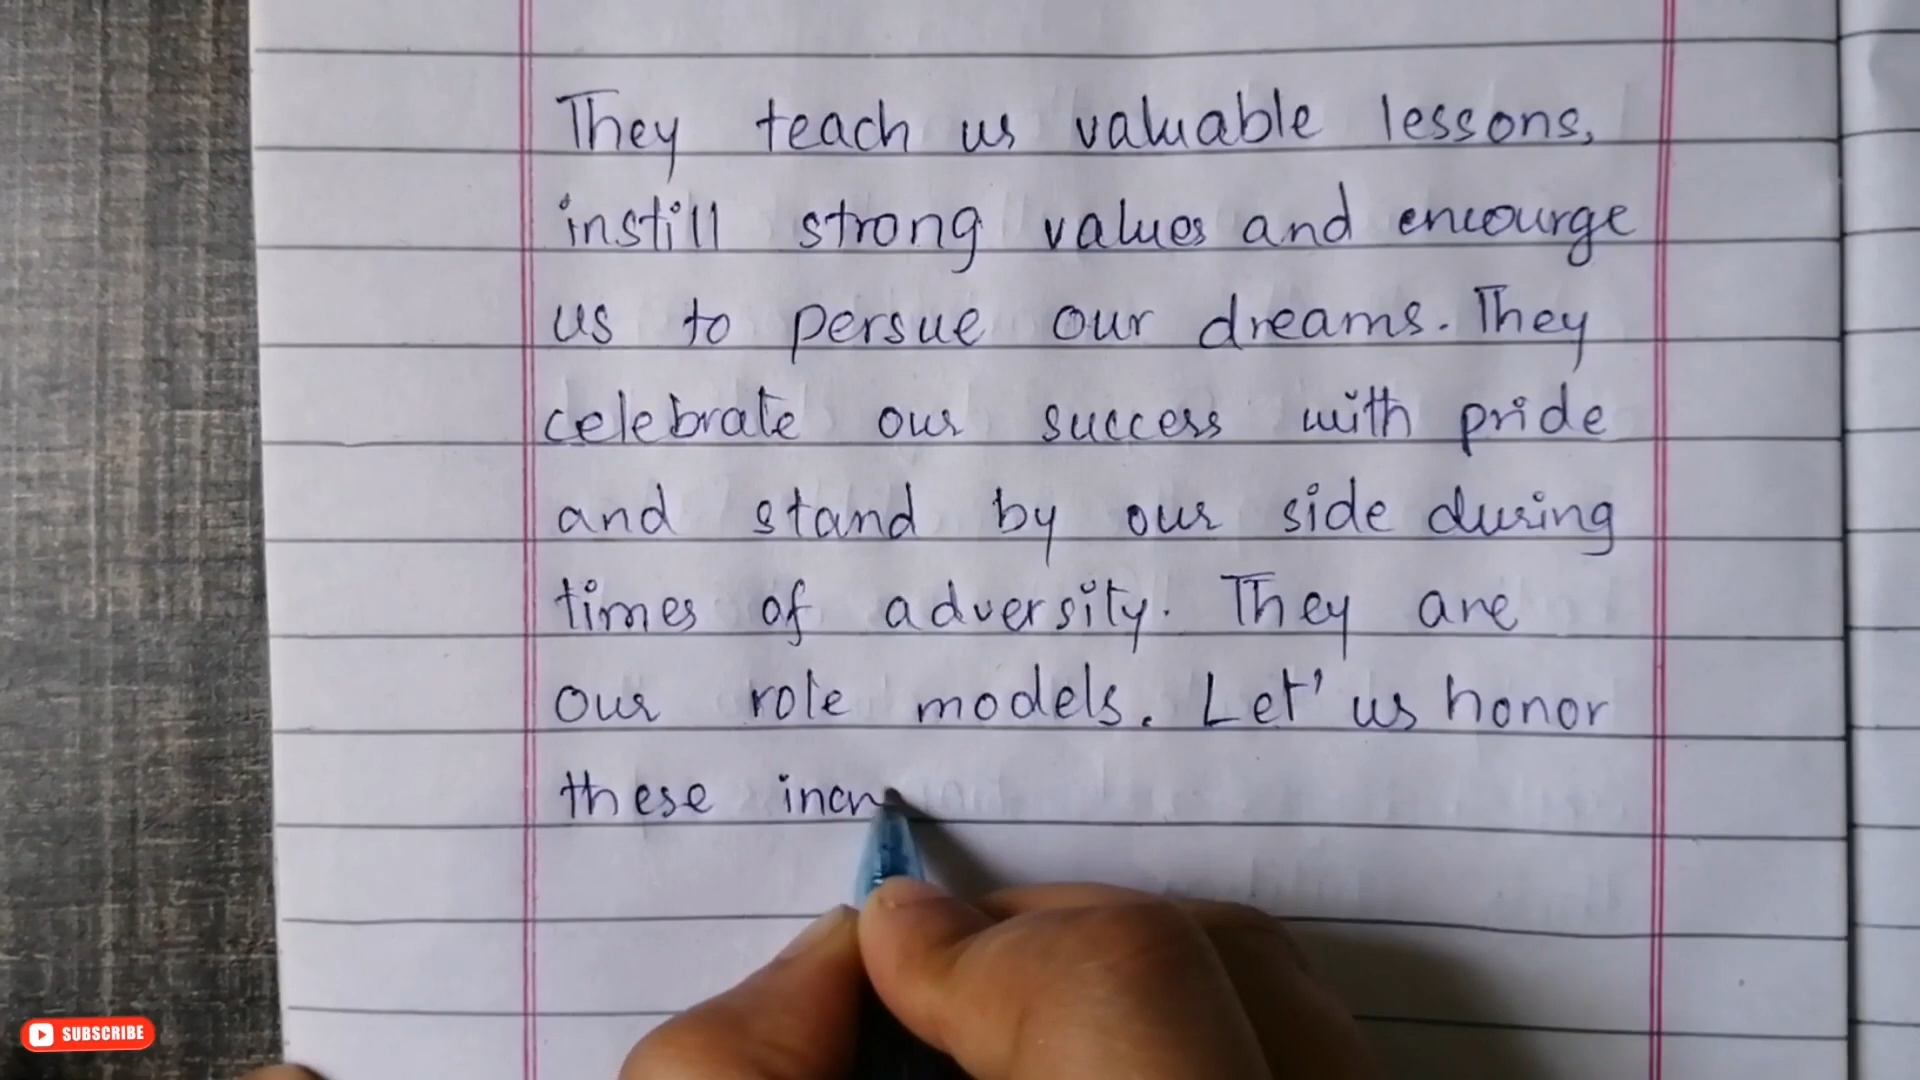 They teach us valuable lessons,
instill strong values and encourge
us to persue our dreams. They
celebrate our success with pride
and stand by our side during
times of adversity. They are
our role models. Let' us honor
these incr
SUBSCRIBE